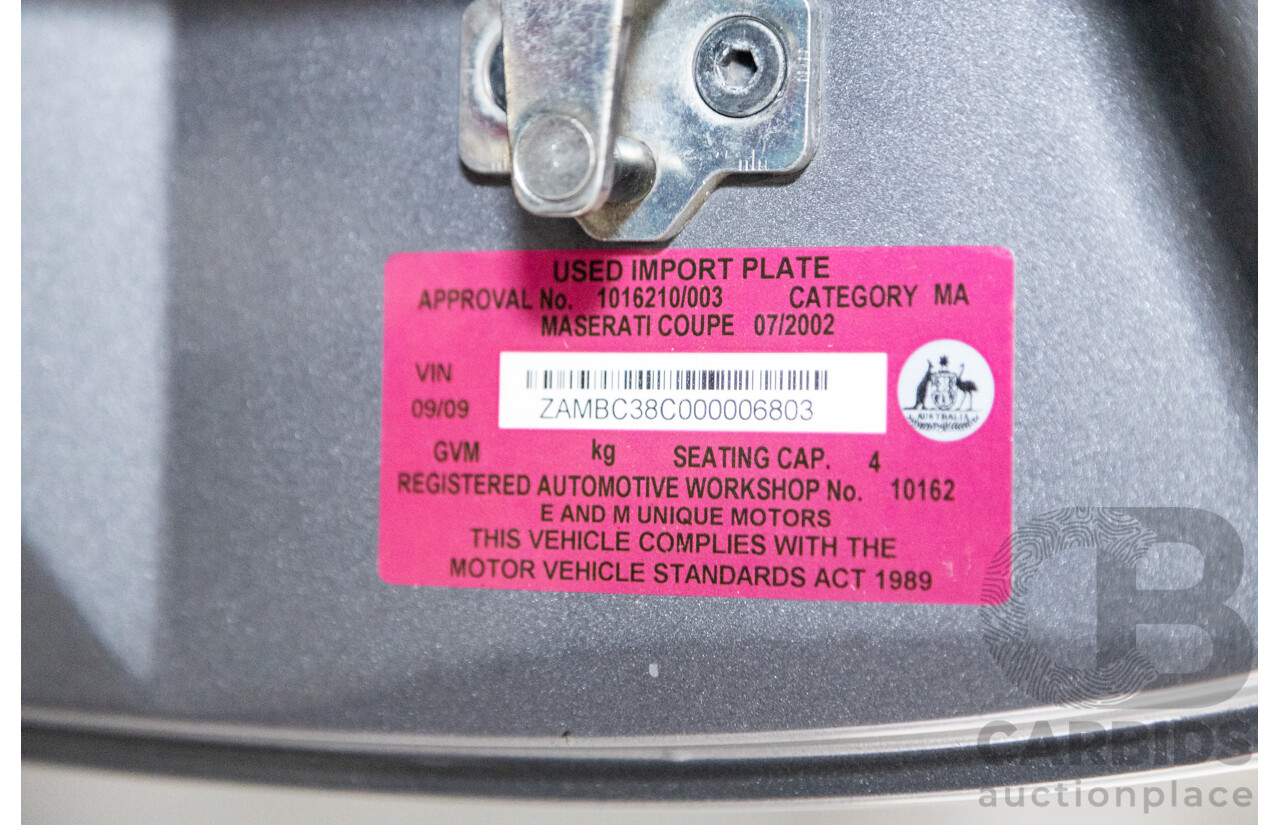 USED IMPORT PLATE
APPROVAL No. 1016210/003 CATEGORY MA
MASERATI COUPE 07/2002
VIN
09/09 ZAMBC38C000006803
AUSTRALIA
GVM kg SEATING CAP. 4
REGISTERED AUTOMOTIVE WORKSHOP No. 10162
E AND M UNIQUE MOTORS
THIS VEHICLE COMPLIES WITH THE
MOTOR VEHICLE STANDARDS ACT 1989
CB
CARBIDS
auctionplace